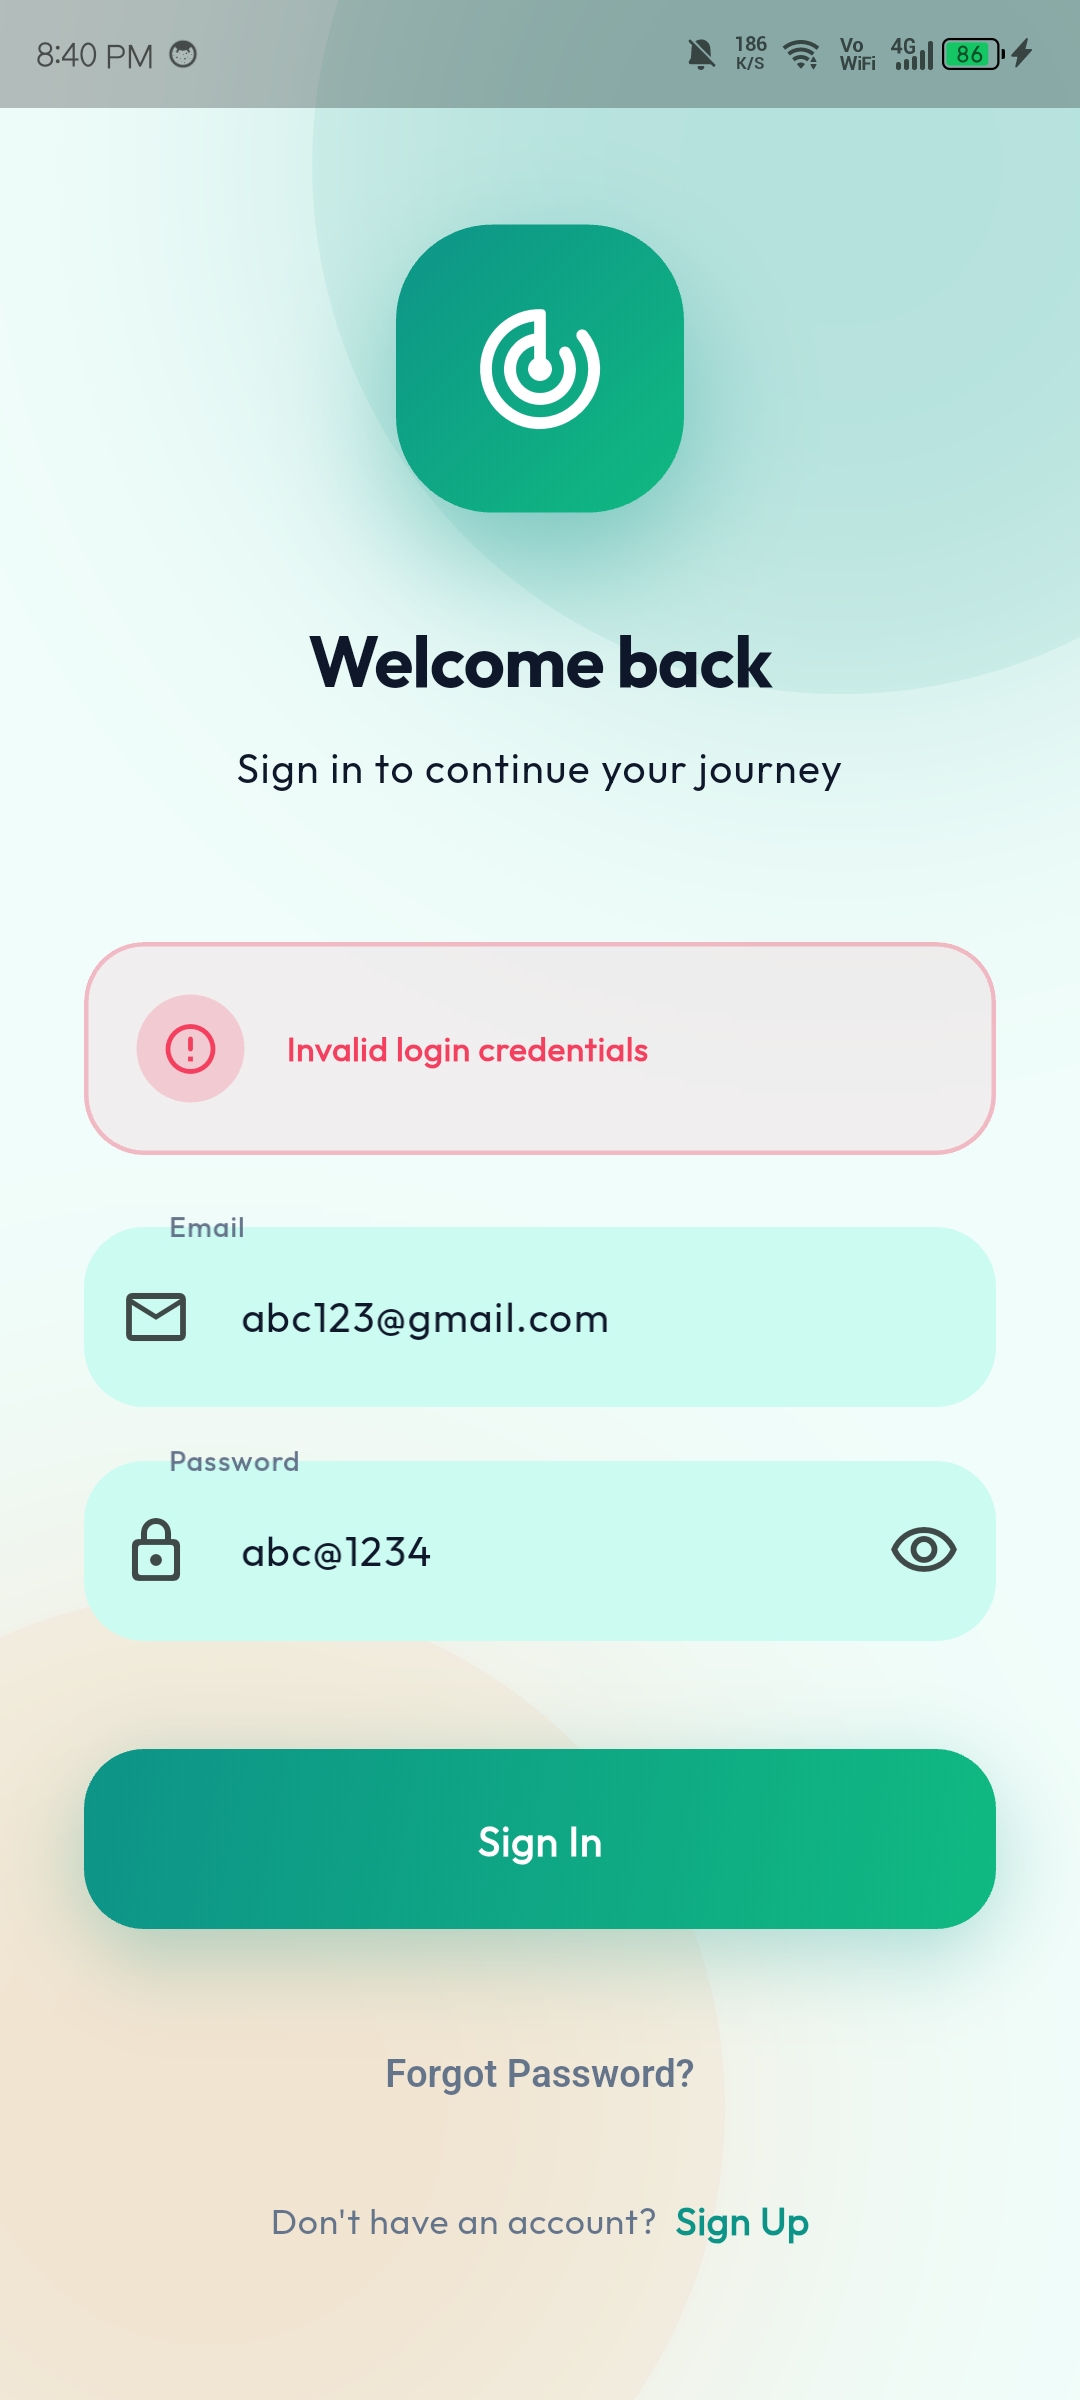 8:40 PM
186 K/S
Vo WiFi
4G
86
Welcome back
Sign in to continue your journey
Invalid login credentials
Email
abc123@gmail.com
Password
abc@1234
Sign In
Forgot Password?
Don't have an account? Sign Up